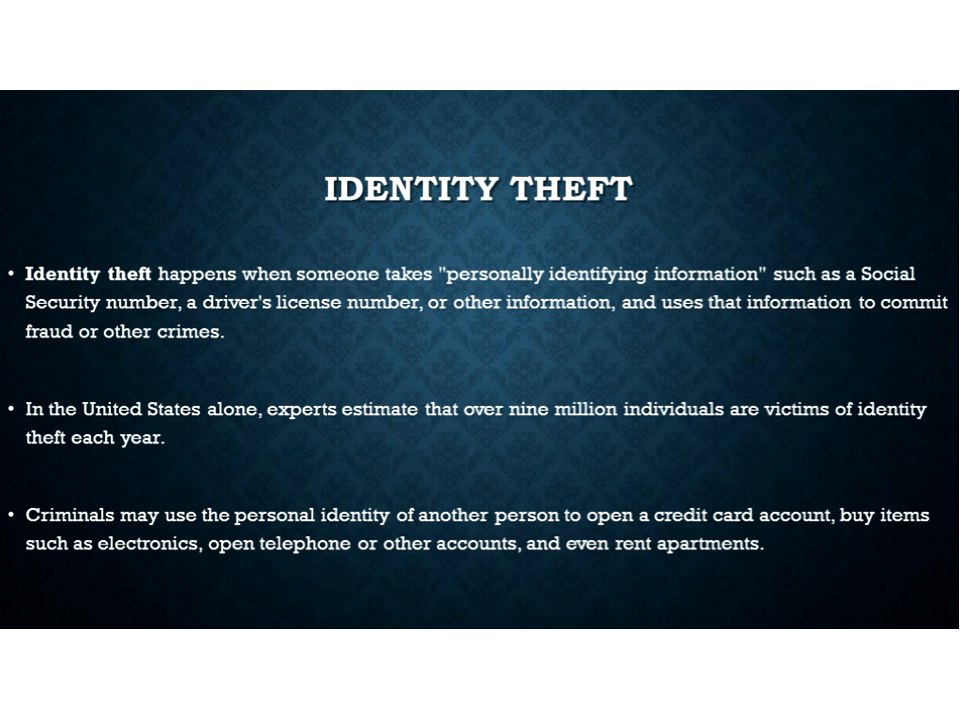 IDENTITY THEFT
• Identity theft happens when someone takes "personally identifying information" such as a Social
Security number, a driver's license number, or other information, and uses that information to commit
fraud or other crimes.
• In the United States alone, experts estimate that over nine million individuals are victims of identity
theft each year.
• Criminals may use the personal identity of another person to open a credit card account, buy items
such as electronics, open telephone or other accounts, and even rent apartments.